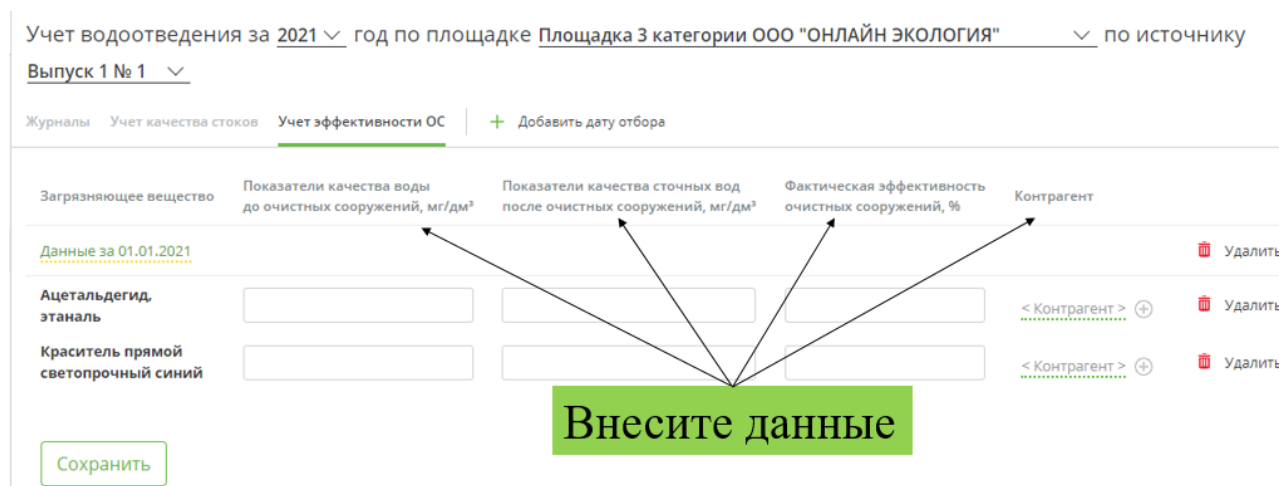 Учет водоотведения за 2021 год по площадке Площадка 3 категории ООО "ОНЛАЙН ЭКОЛОГИЯ" по источнику
Выпуск 1 № 1
Журналы Учет качества стоков Учет эффективности ОС + Добавить дату отбора
Загрязняющее вещество Показатели качества воды до очистных сооружений, мг/дм³ Показатели качества сточных вод после очистных сооружений, мг/дм³ Фактическая эффективность очистных сооружений, % Контрагент
Данные за 01.01.2021 Удалить
Ацетальдегид,
этаналь < Контрагент > Удалить
Краситель прямой
светопрочный синий < Контрагент > Удалить
Внесите данные
Сохранить